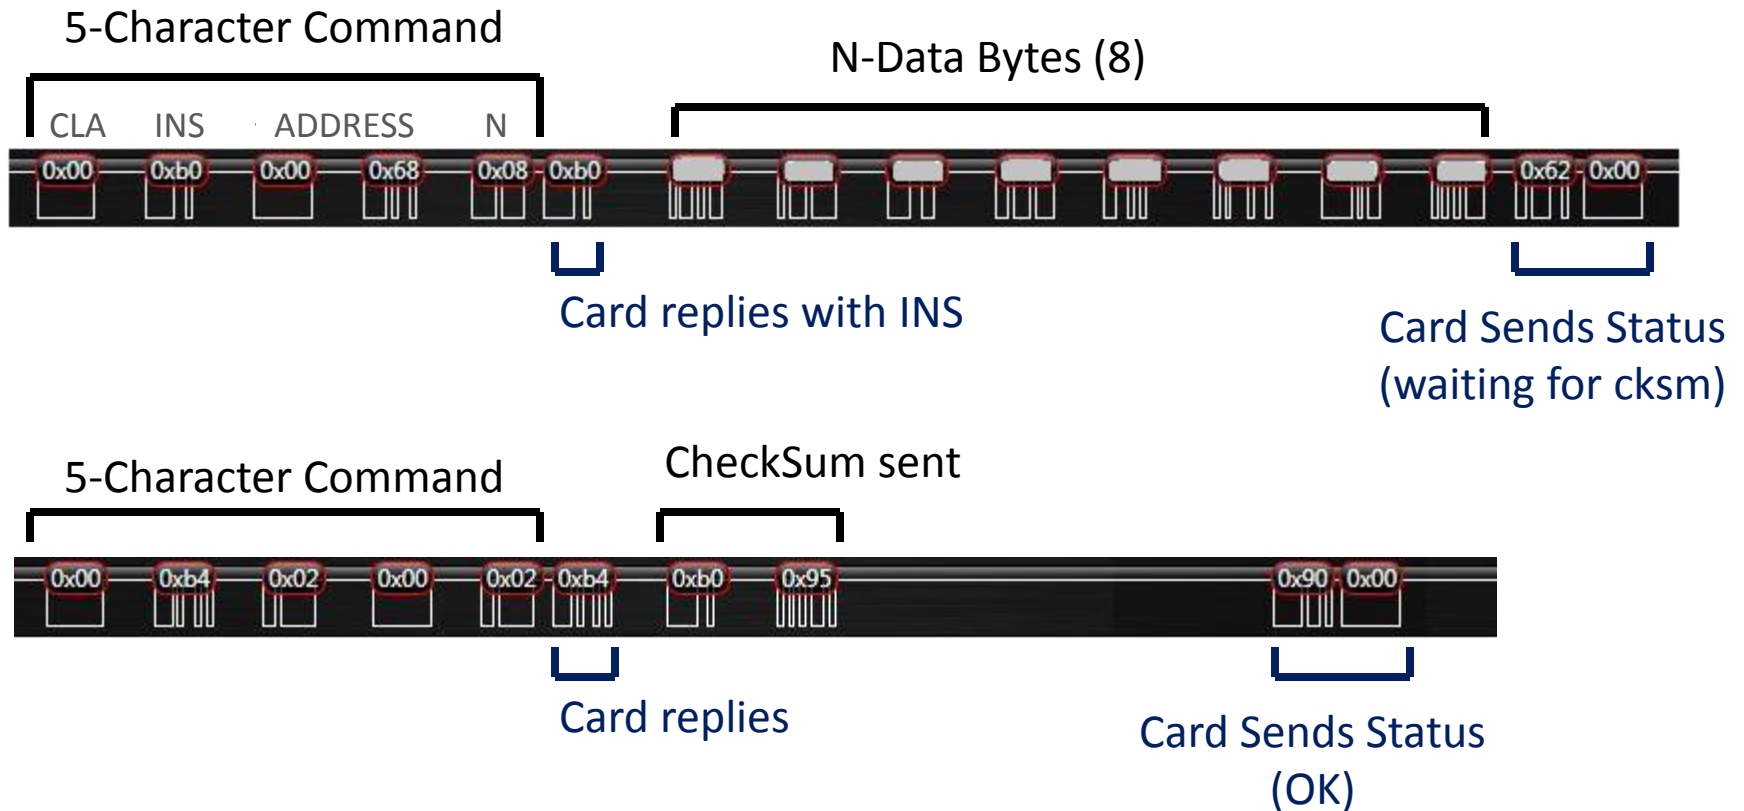 5-Character Command
N-Data Bytes (8)
CLA INS ADDRESS N
0x00 0xb0 0x00 0x68 0x08 0xb0 0x62 0x00
Card replies with INS
Card Sends Status
(waiting for cksm)
5-Character Command
CheckSum sent
0x00 0xb4 0x02 0x00 0x02 0xb4 0xb0 0x95 0x90 0x00
Card replies
Card Sends Status
(OK)